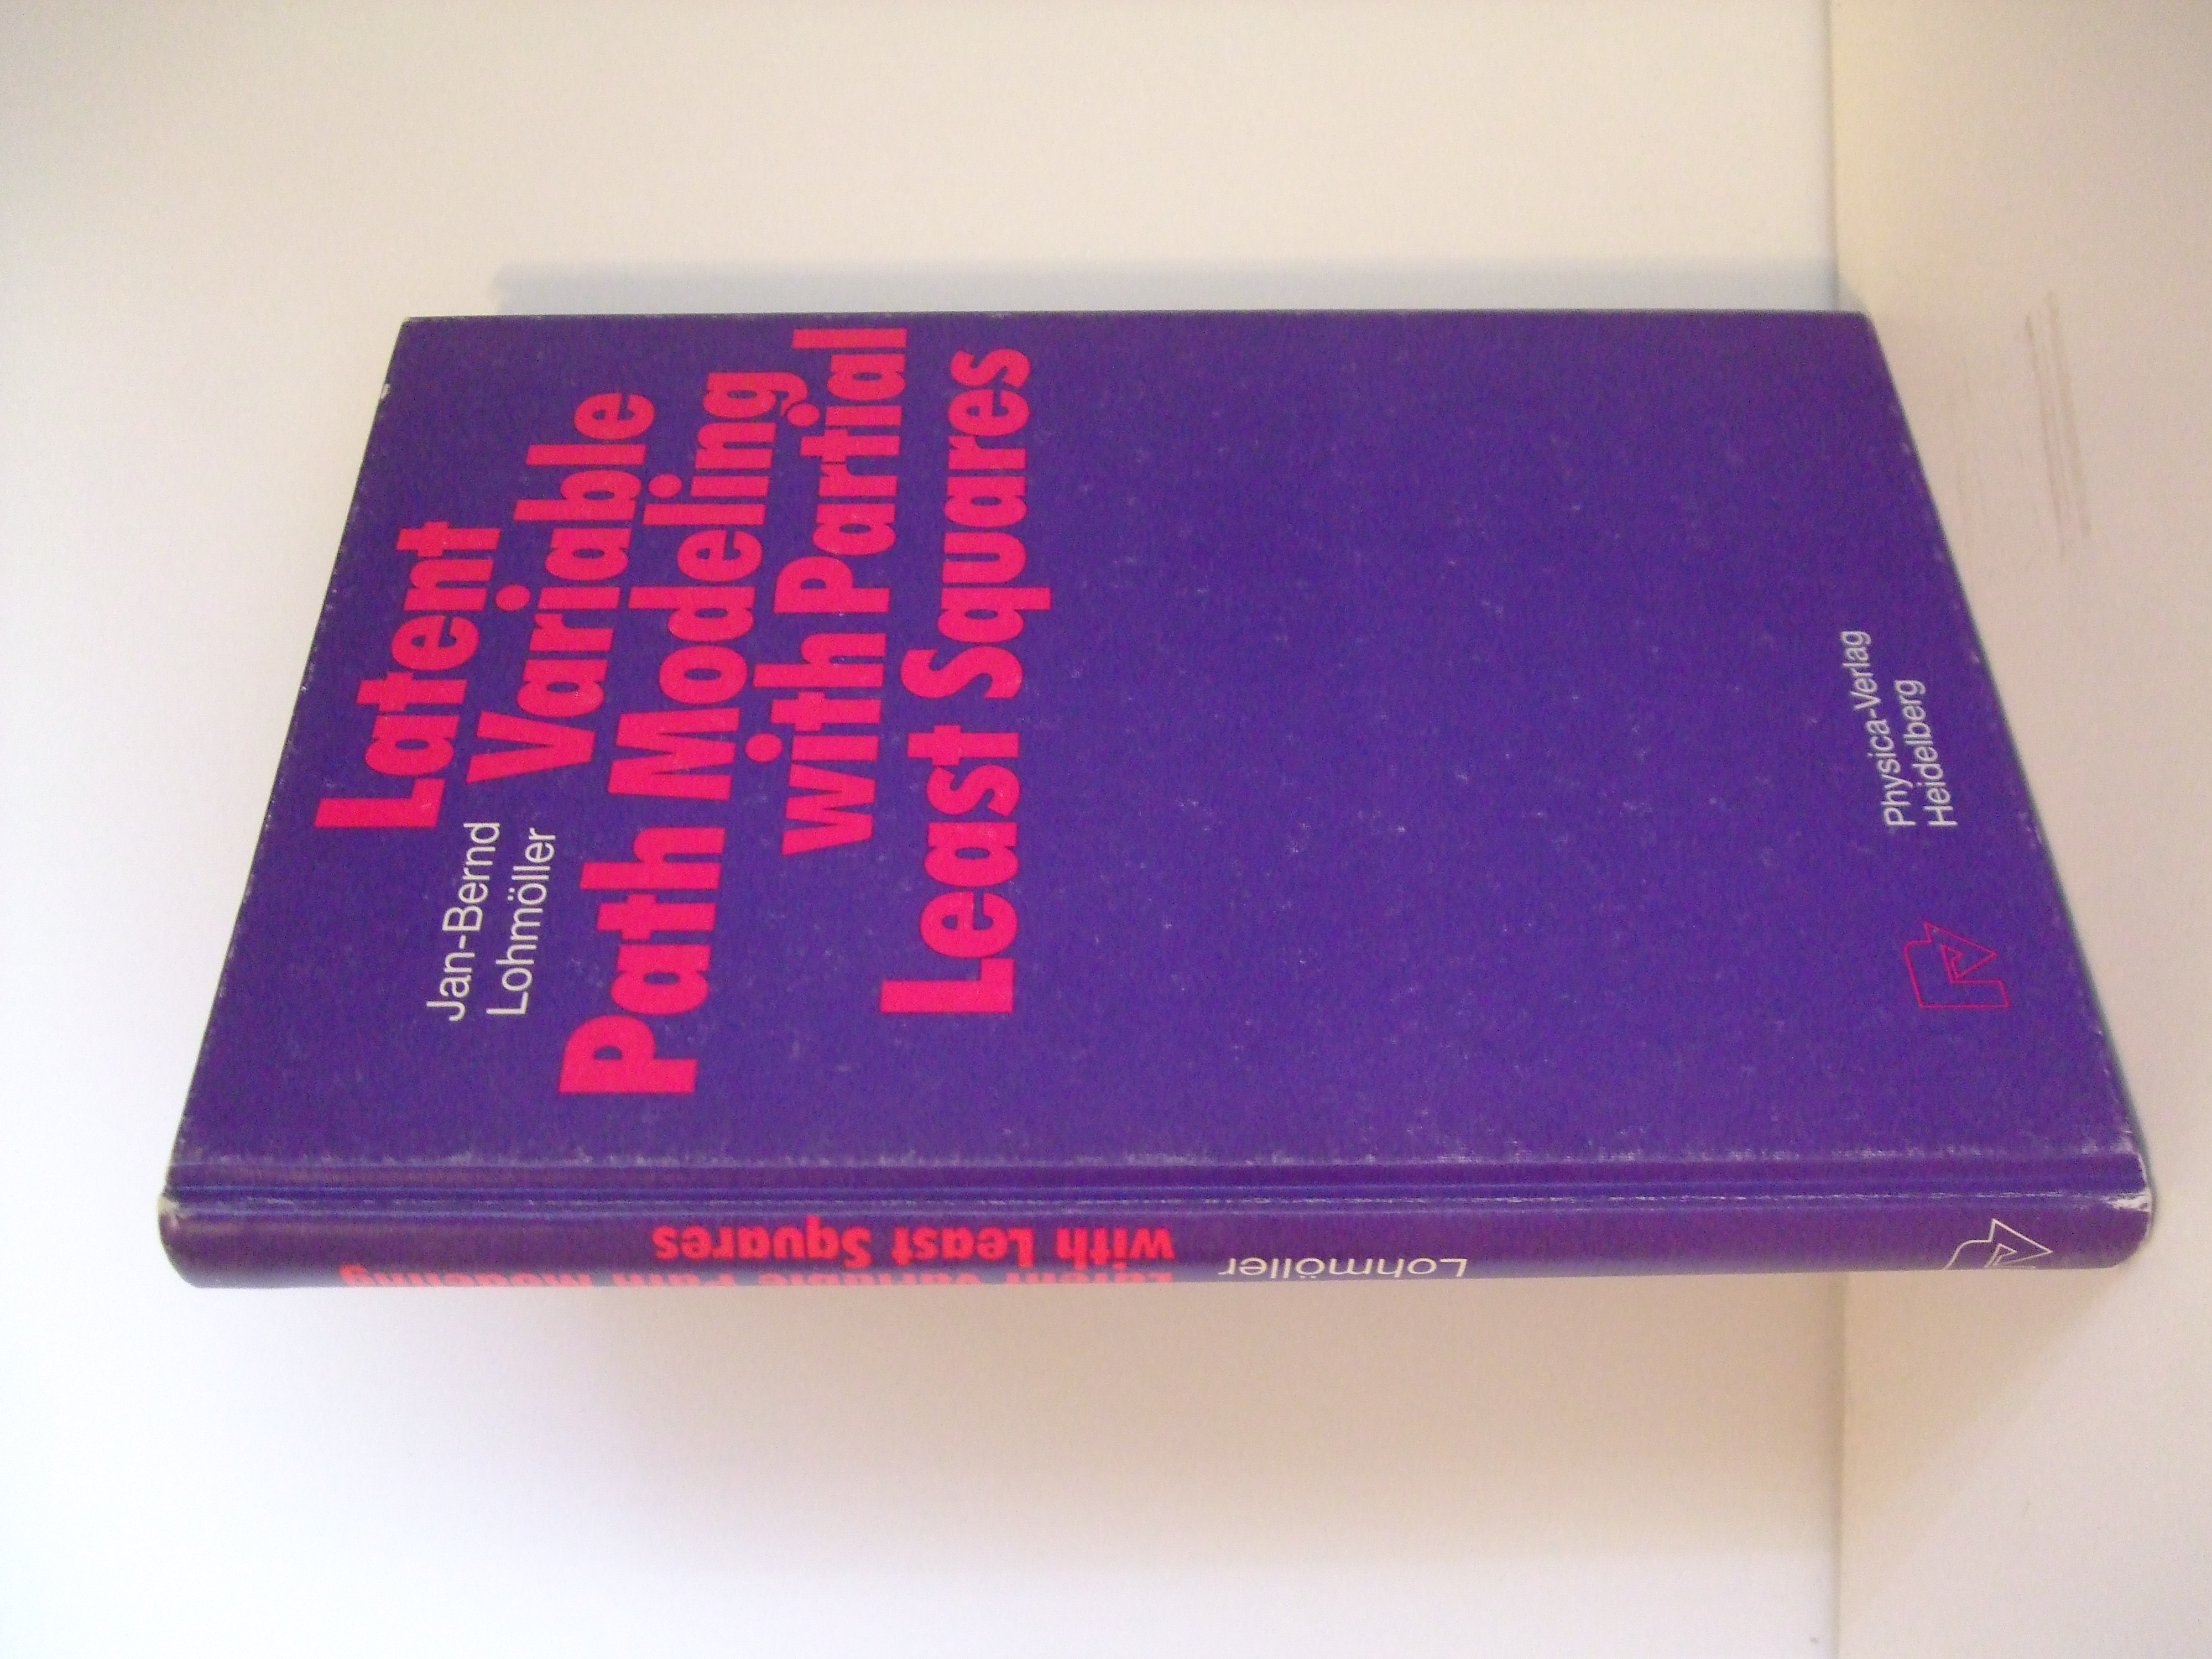 Jan-Bernd
Lohmöller
Latent
Variable
Path Modeling
with Partial
Least Squares
Physica-Verlag
Heidelberg
Latent Variable Path Modeling
with Least Squares
Lohmöller